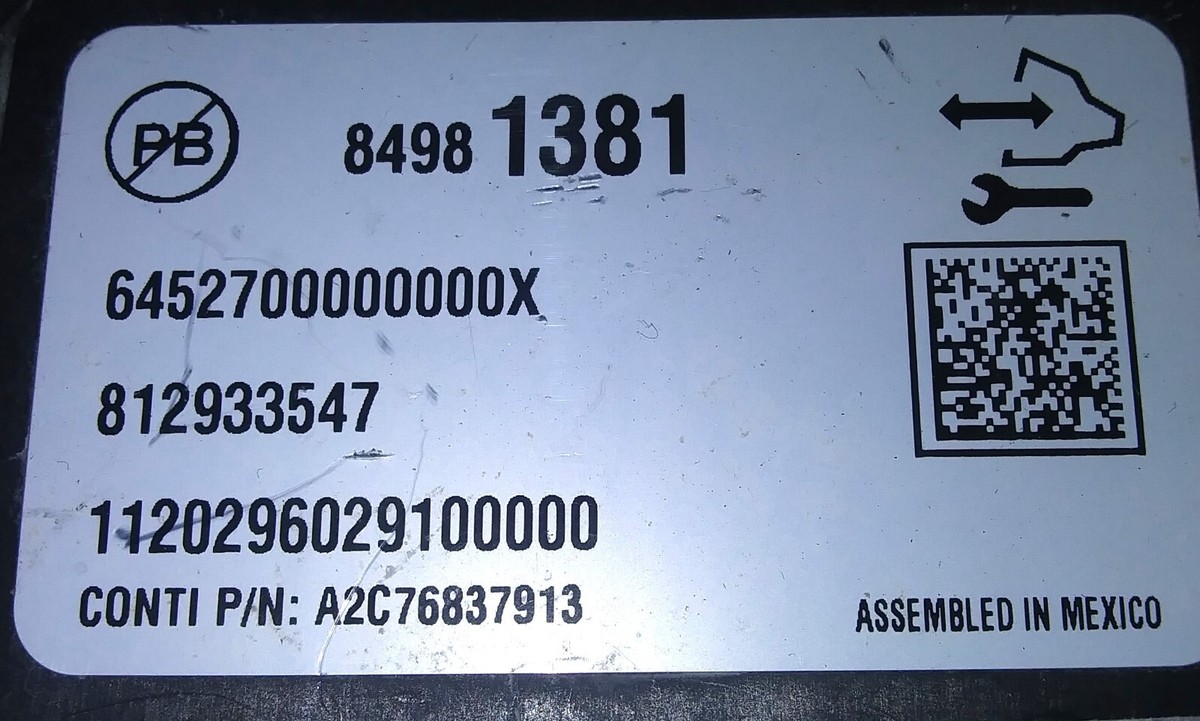 PB
8498 1381
6452700000000X
812933547
1120296029100000
CONTI P/N: A2C76837913
ASSEMBLED IN MEXICO